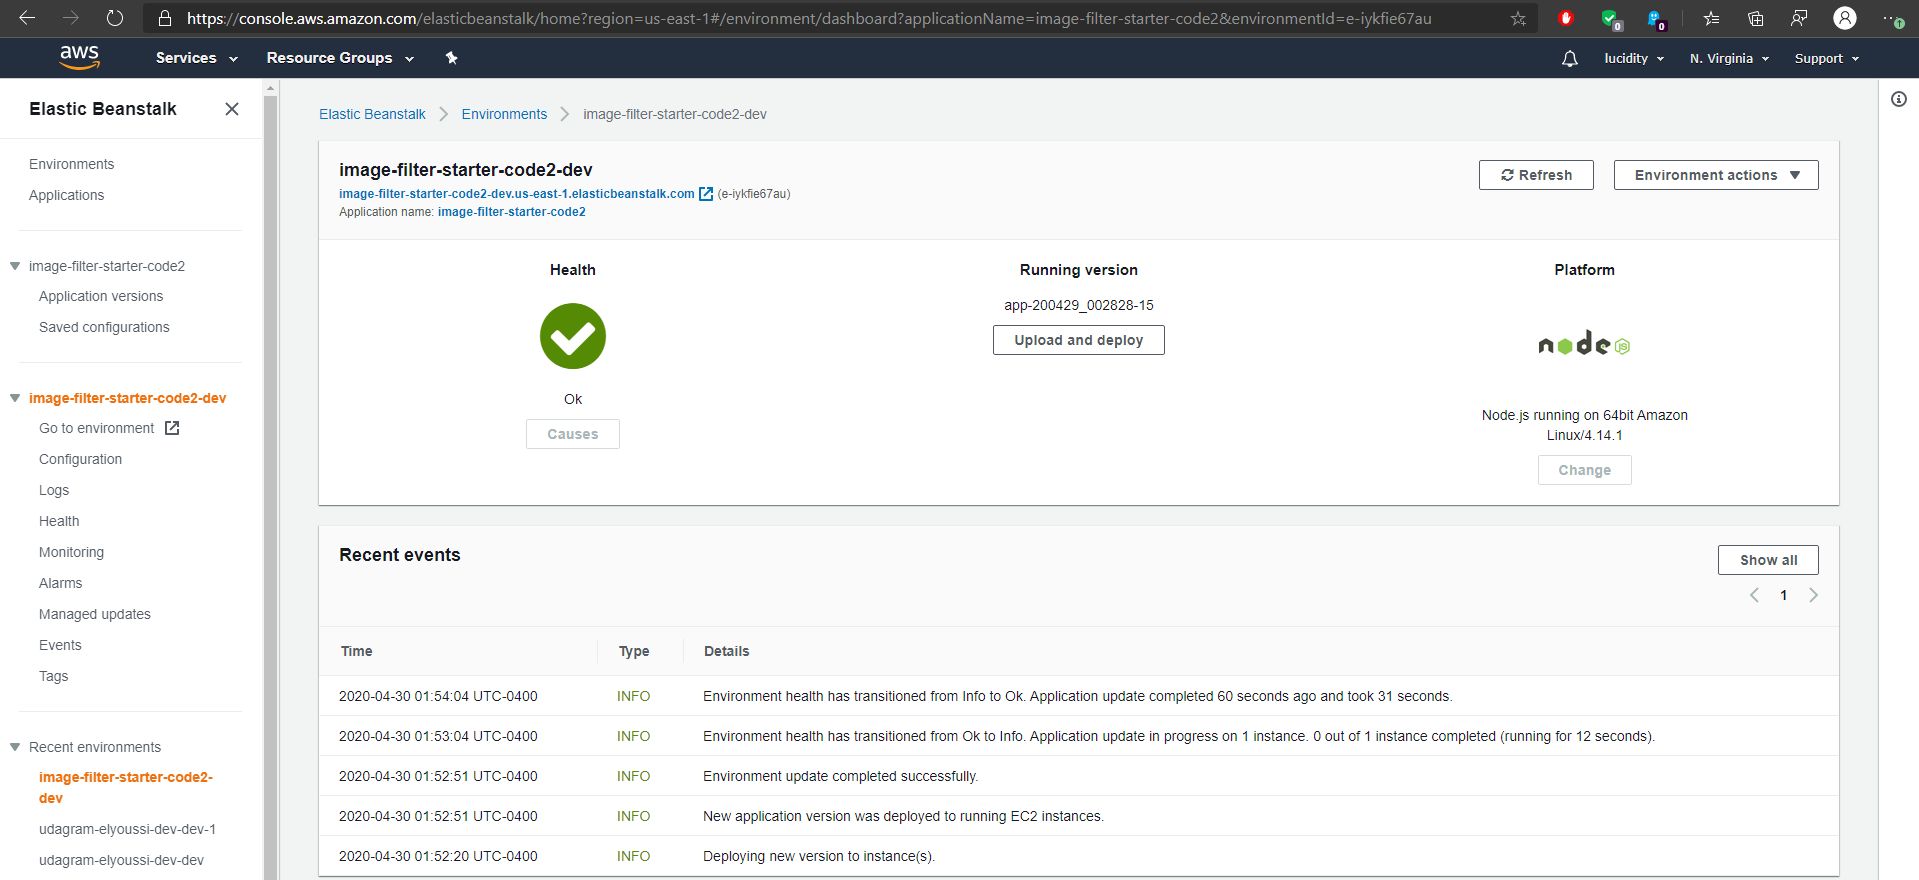 https://console.aws.amazon.com/elasticbeanstalk/home?region=us-east-1#/environment/dashboard?applicationName=image-filter-starter-code2&environmentId=e-iykfie67au
0
0
aws
Services
Resource Groups
lucidity
N. Virginia
Support
Elastic Beanstalk
Environments
Applications
image-filter-starter-code2
Application versions
Saved configurations
image-filter-starter-code2-dev
Go to environment
Configuration
Logs
Health
Monitoring
Alarms
Managed updates
Events
Tags
Recent environments
image-filter-starter-code2-
dev
udagram-elyoussi-dev-dev-1
udagram-elyoussi-dev-dev
Elastic Beanstalk
Environments
image-filter-starter-code2-dev
image-filter-starter-code2-dev
image-filter-starter-code2-dev.us-east-1.elasticbeanstalk.com (e-iykfie67au)
Application name: image-filter-starter-code2
Refresh
Environment actions
Health
Ok
Causes
Running version
app-200429_002828-15
Upload and deploy
Platform
node JS
Node.js running on 64bit Amazon
Linux/4.14.1
Change
Recent events
Show all
1
Time Type Details
2020-04-30 01:54:04 UTC-0400 INFO Environment health has transitioned from Info to Ok. Application update completed 60 seconds ago and took 31 seconds.
2020-04-30 01:53:04 UTC-0400 INFO Environment health has transitioned from Ok to Info. Application update in progress on 1 instance. 0 out of 1 instance completed (running for 12 seconds).
2020-04-30 01:52:51 UTC-0400 INFO Environment update completed successfully.
2020-04-30 01:52:51 UTC-0400 INFO New application version was deployed to running EC2 instances.
2020-04-30 01:52:20 UTC-0400 INFO Deploying new version to instance(s).